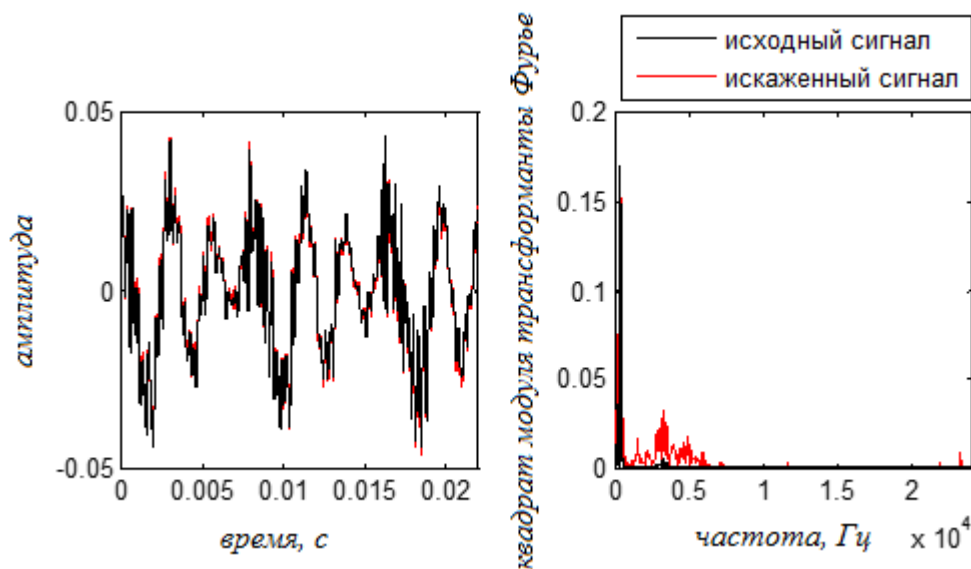 исходный сигнал
искаженный сигнал
амплитуда
0.05
0
-0.05
0 0.005 0.01 0.015 0.02
время, с
квадрат модуля трансформанты Фурье
0.2
0.15
0.1
0.05
0
0 0.5 1 1.5 2
частота, Гц
x 10⁴